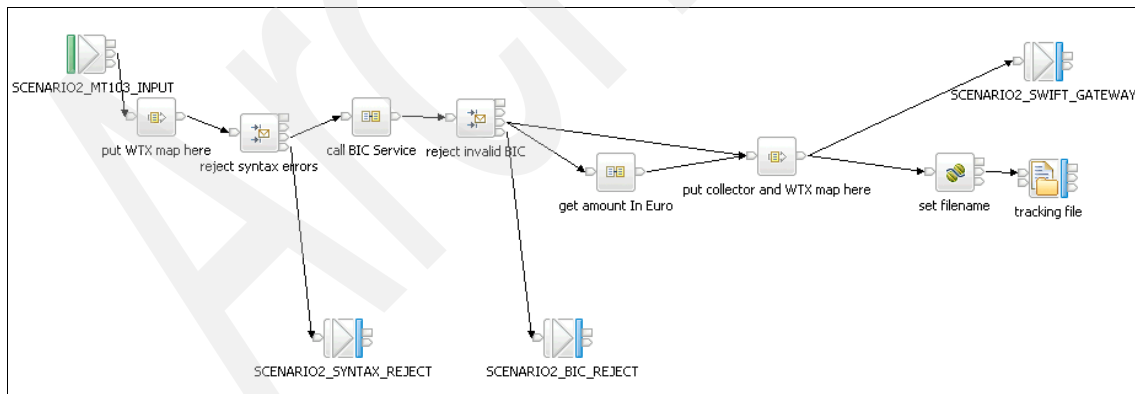 SCENARIO2_MT103_INPUT
put WTX map here
reject syntax errors
call BIC Service
reject invalid BIC
get amount In Euro
put collector and WTX map here
SCENARIO2_SWIFT_GATEWAY
set filename
tracking file
SCENARIO2_SYNTAX_REJECT
SCENARIO2_BIC_REJECT